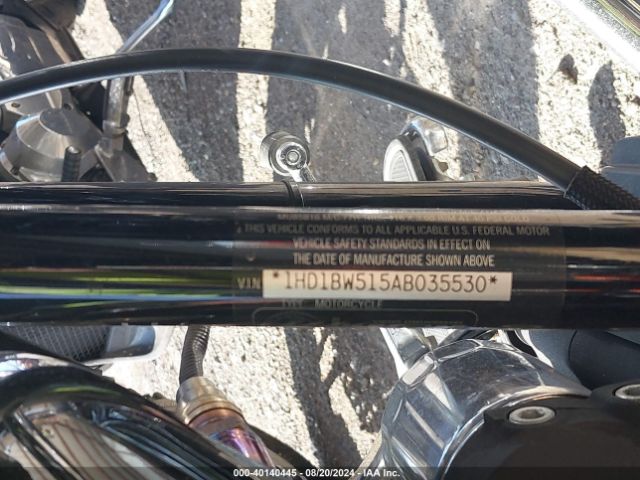 THIS VEHICLE CONFORMS TO ALL APPLICABLE U.S. FEDERAL MOTOR
VEHICLE SAFETY STANDARDS IN EFFECT ON
THE DATE OF MANUFACTURE SHOWN ABOVE
VIN *1HD1BW515AB035530*
TYPE MOTORCYCLE
000-40140445 - 08/20/2024 - IAA Inc.